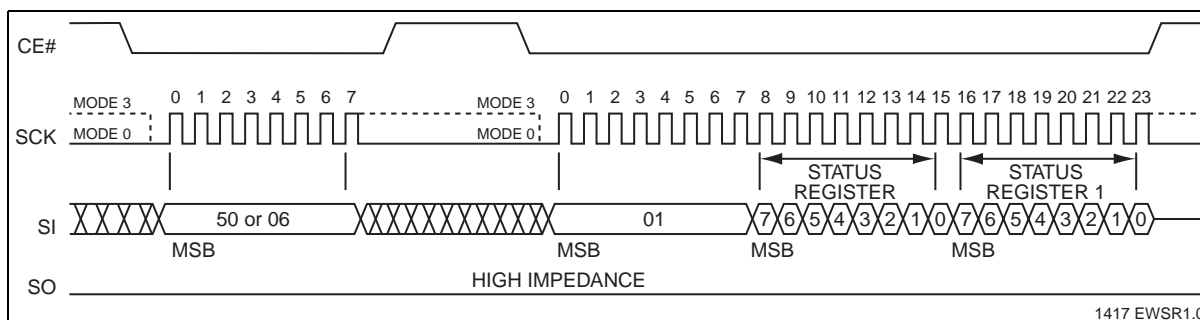 CE#
MODE 3 0 1 2 3 4 5 6 7 MODE 3 0 1 2 3 4 5 6 7 8 9 10 11 12 13 14 15 16 17 18 19 20 21 22 23
SCK MODE 0 MODE 0
STATUS REGISTER STATUS REGISTER 1
SI 50 or 06 01 7 6 5 4 3 2 1 0 7 6 5 4 3 2 1 0
MSB MSB MSB MSB
SO HIGH IMPEDANCE